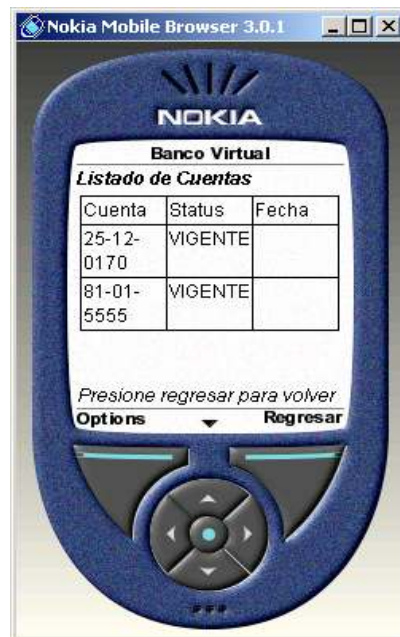 Nokia Mobile Browser 3.0.1
NOKIA
Banco Virtual
Listado de Cuentas
Cuenta Status Fecha
25-12- VIGENTE
0170
81-01- VIGENTE
5555
Presione regresar para volver
Options Regresar